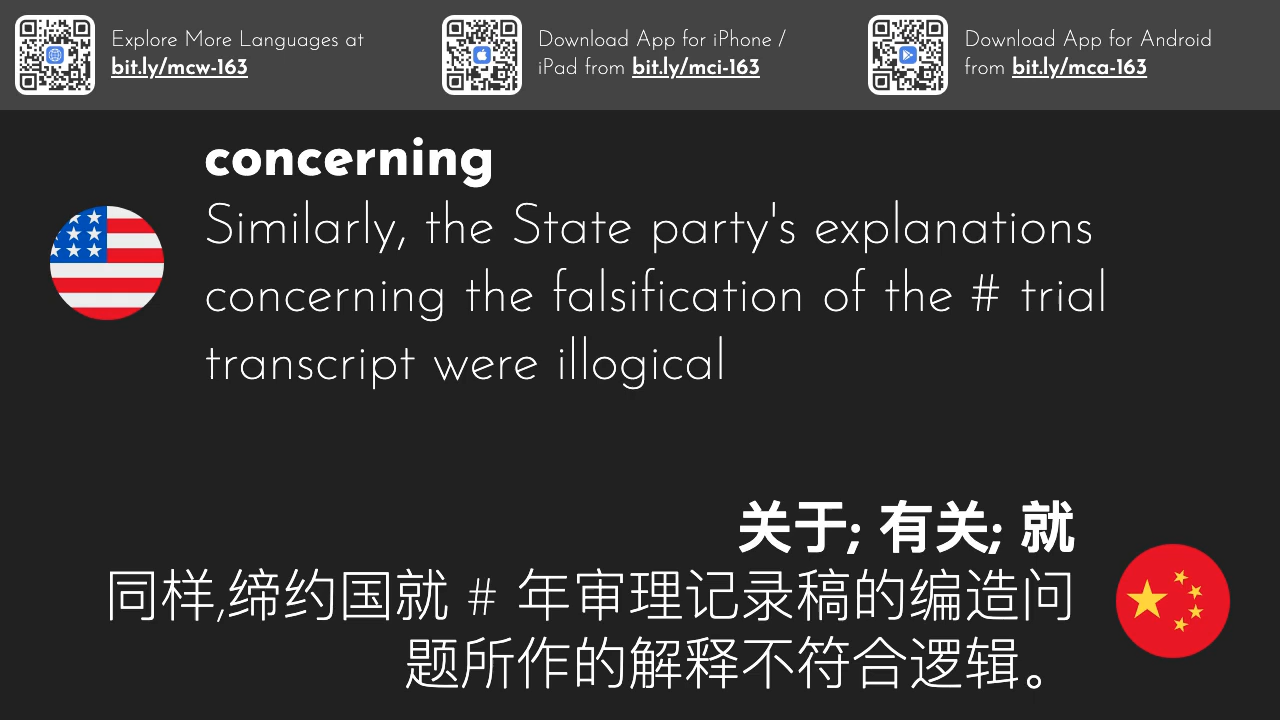 Explore More Languages at
bit.ly/mcw-163
Download App for iPhone /
iPad from bit.ly/mci-163
Download App for Android
from bit.ly/mca-163
concerning
Similarly, the State party's explanations
concerning the falsification of the # trial
transcript were illogical
关于; 有关; 就
同样,缔约国就 # 年审理记录稿的编造问
题所作的解释不符合逻辑。